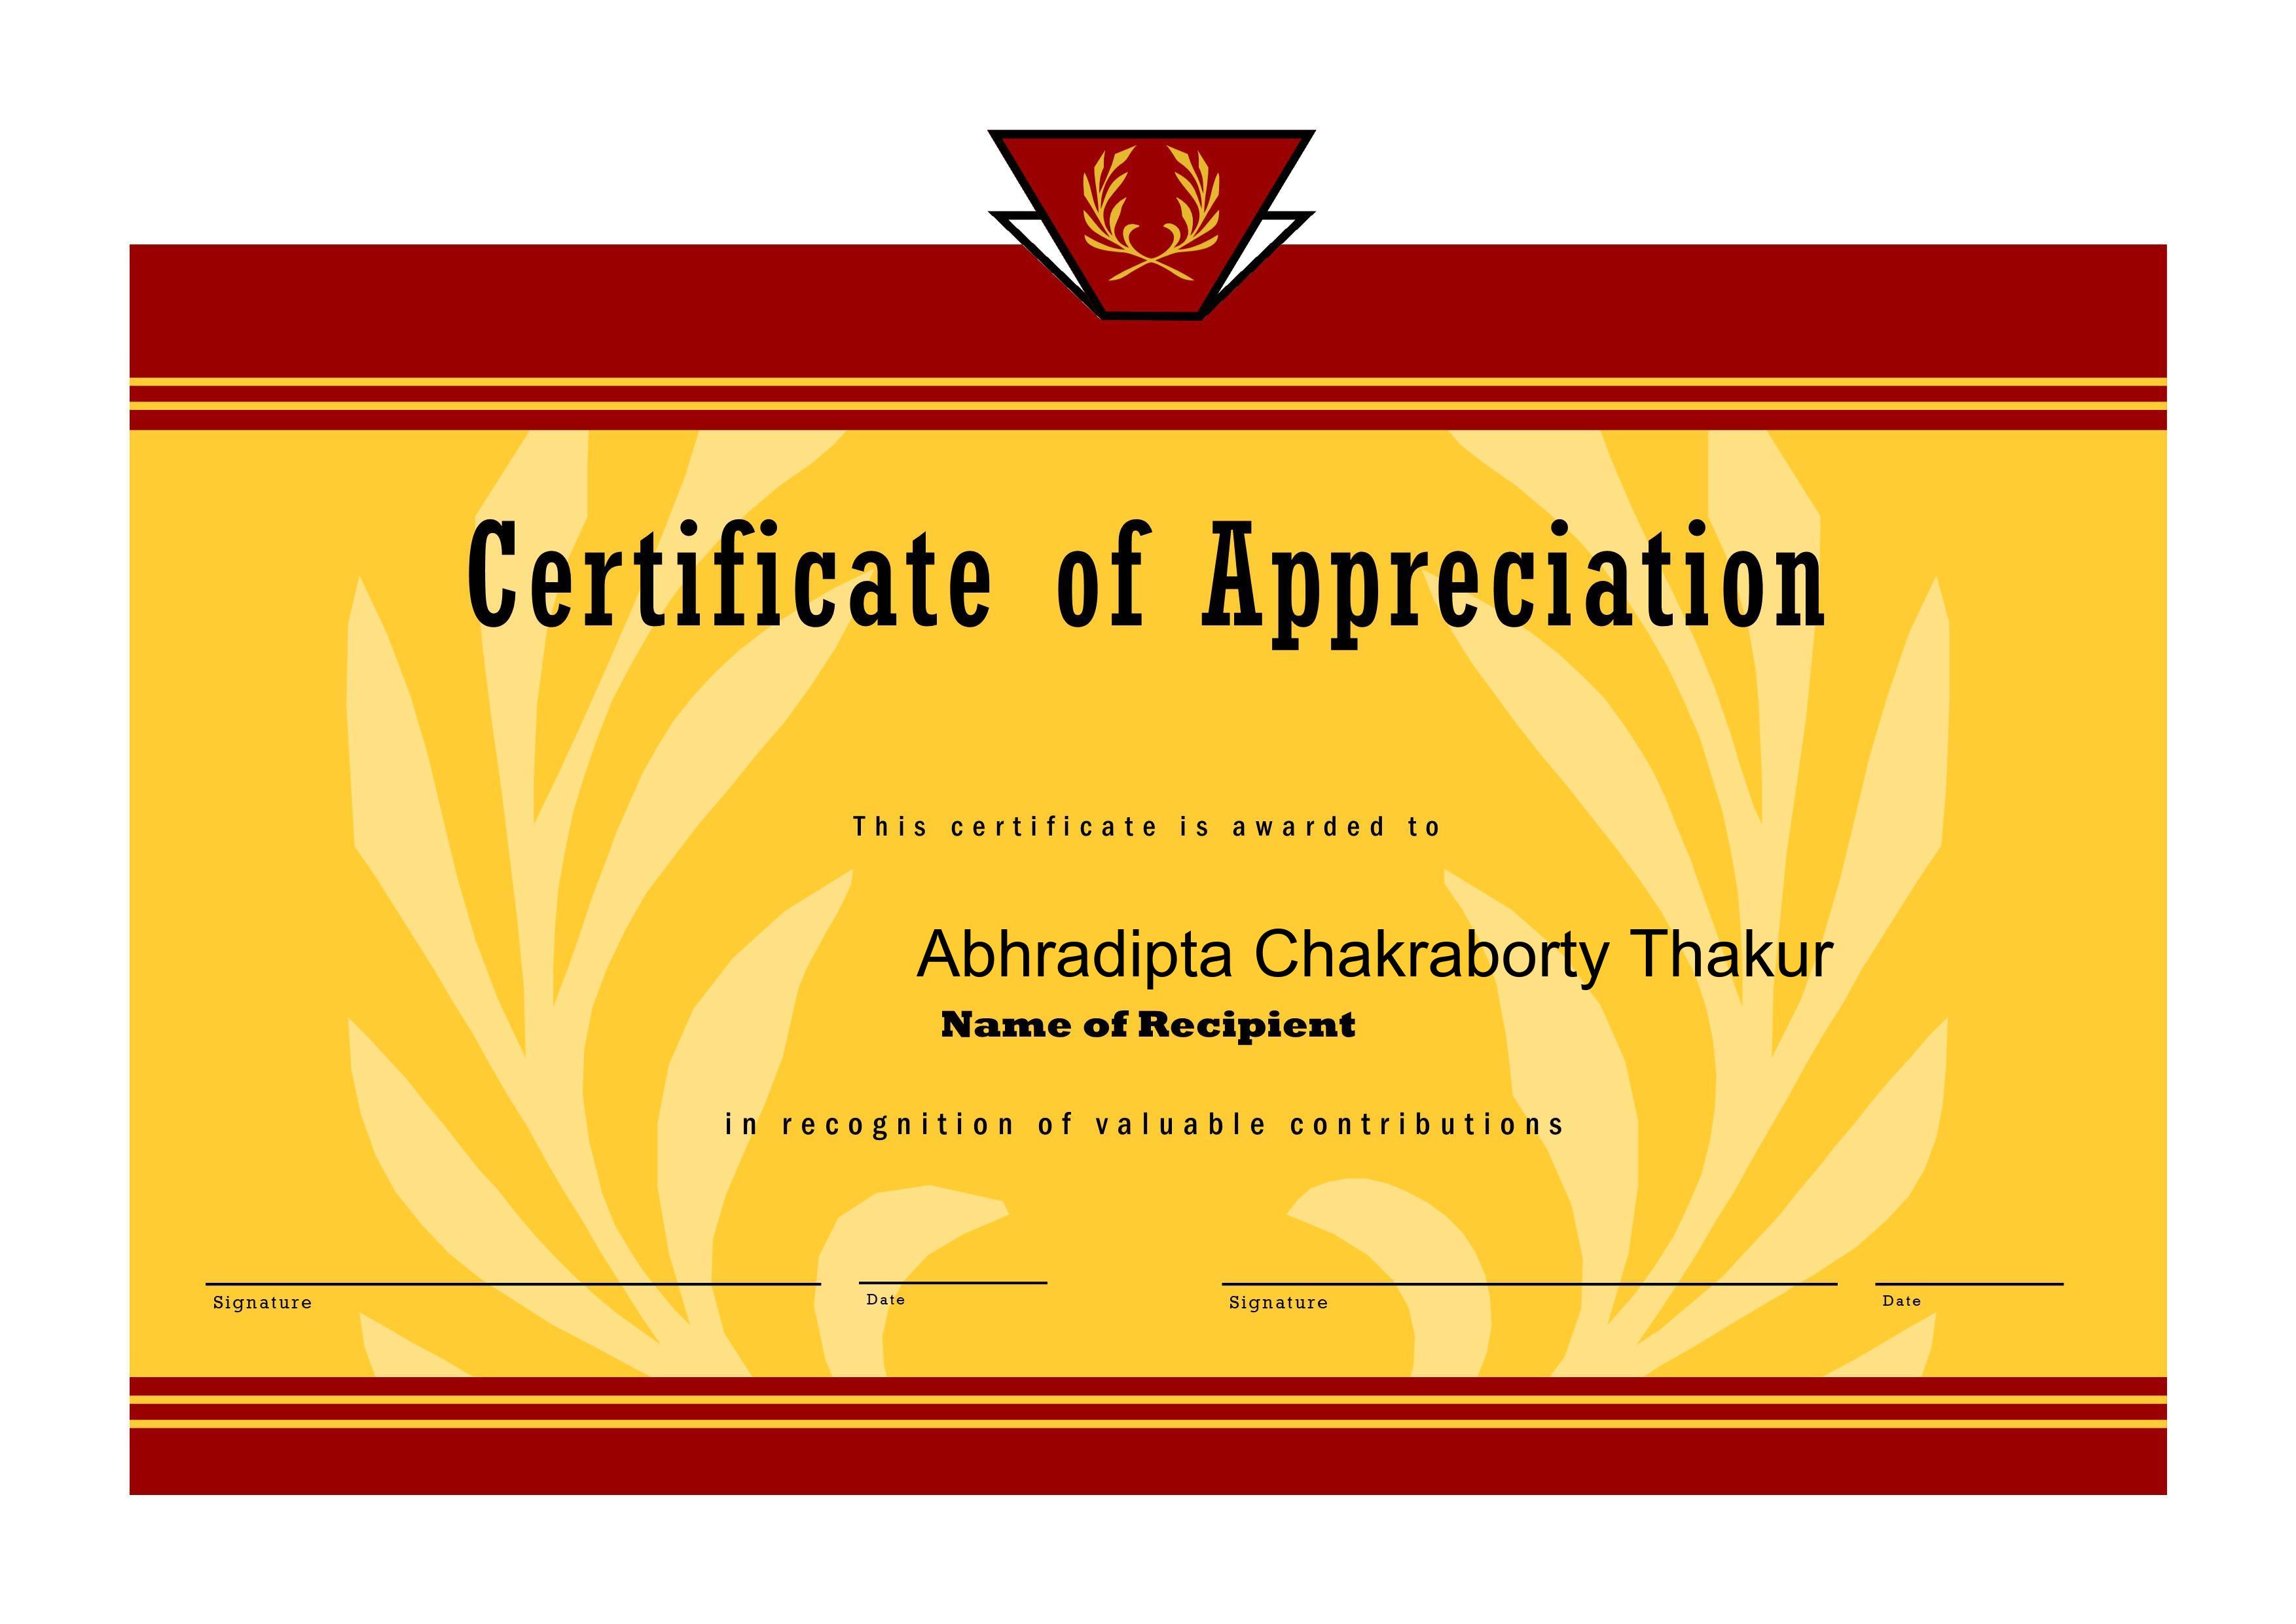 Certificate of Appreciation
This certificate is awarded to
Abhradipta Chakraborty Thakur
Name of Recipient
in recognition of valuable contributions
Signature Date Signature Date